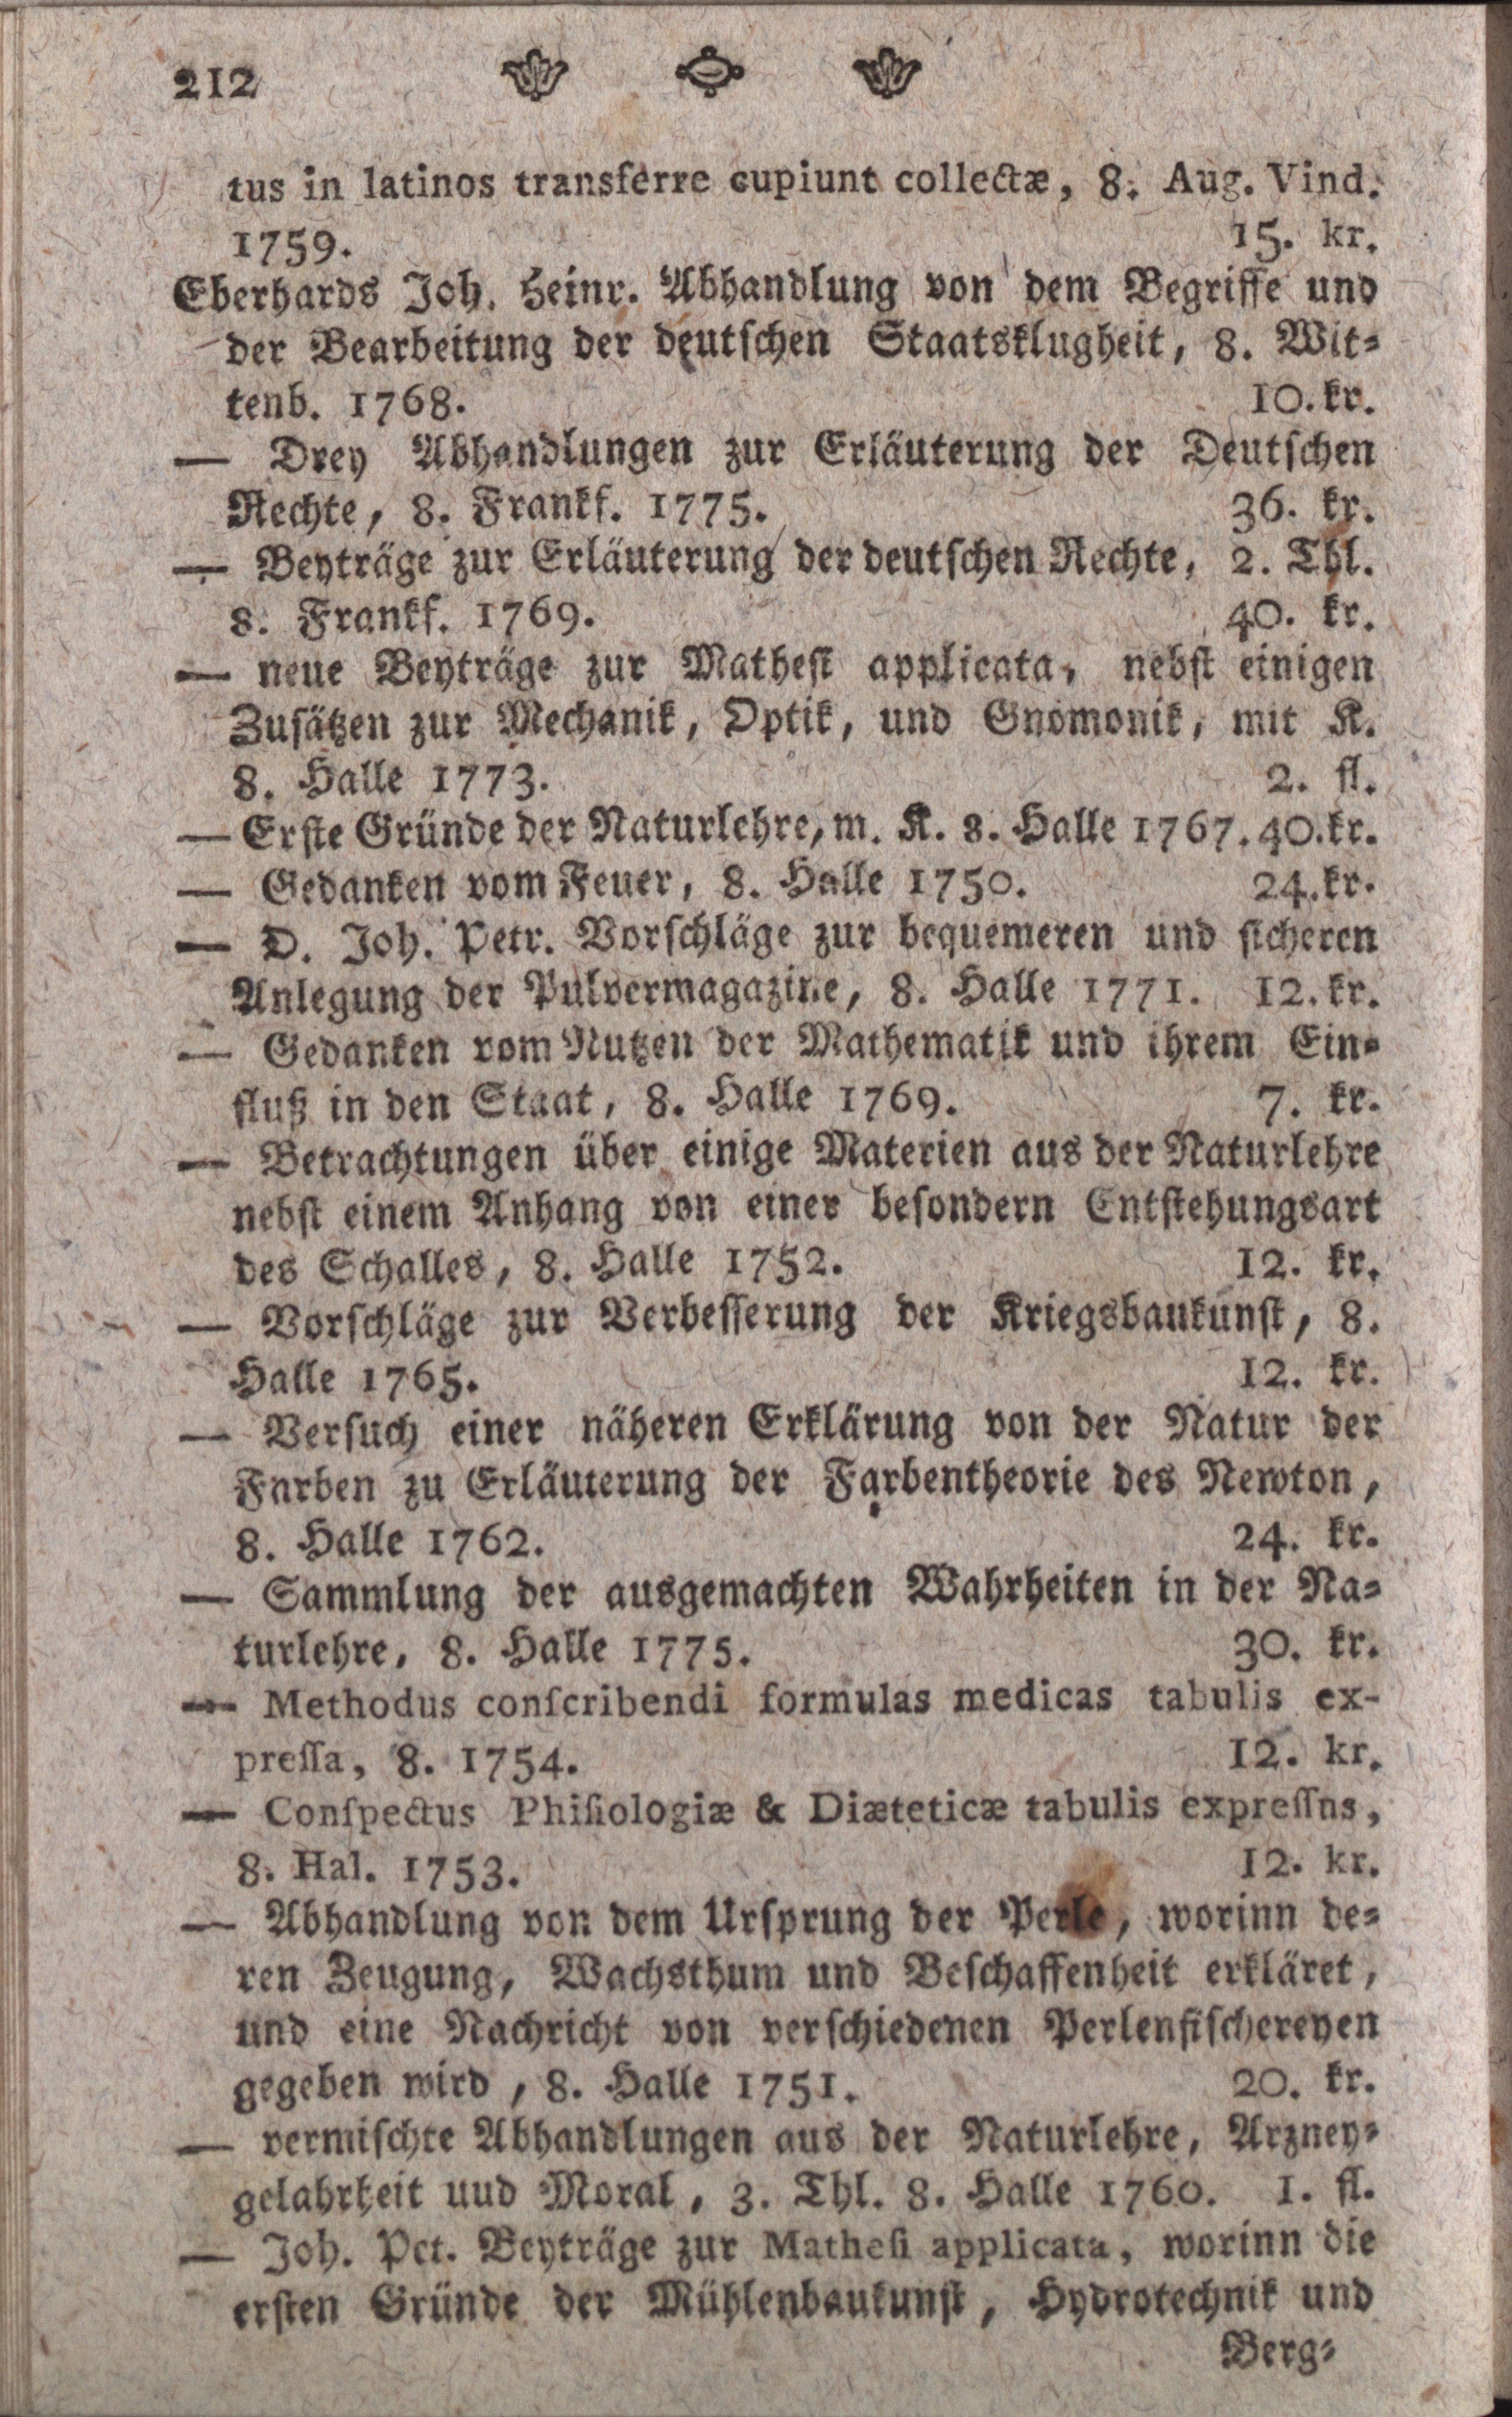 212
tus in latinos transferre cupiunt collectæ, 8. Aug. Vind.
1759. 15. kr.
Eberhards Joh. Heinr. Abhandlung von dem Begriffe und
der Bearbeitung der deutschen Staatsklugheit, 8. Wit-
tenb. 1768. 10. kr.
— Drey Abhandlungen zur Erläuterung der Deutschen
Rechte, 8. Frankf. 1775. 36. kr.
— Beyträge zur Erläuterung der deutschen Rechte, 2. Thl.
8. Frankf. 1769. 40. kr.
— neue Beyträge zur Mathesi applicata, nebst einigen
Zusätzen zur Mechanik, Optik, und Gnomonik, mit K.
8. Halle 1773. 2. fl.
— Erste Gründe der Naturlehre, m. K. 8. Halle 1767. 40. kr.
— Gedanken vom Feuer, 8. Halle 1750. 24. kr.
— D. Joh. Petr. Vorschläge zur bequemeren und sicheren
Anlegung der Pulvermagazine, 8. Halle 1771. 12. kr.
— Gedanken vom Nutzen der Mathematik und ihrem Ein-
fluß in den Staat, 8. Halle 1769. 7. kr.
— Betrachtungen über einige Materien aus der Naturlehre
nebst einem Anhang von einer besondern Entstehungsart
des Schalles, 8. Halle 1752. 12. kr.
— Vorschläge zur Verbesserung der Kriegsbaukunst, 8.
Halle 1765. 12. kr.
— Versuch einer näheren Erklärung von der Natur der
Farben zu Erläuterung der Farbentheorie des Newton,
8. Halle 1762. 24. kr.
— Sammlung der ausgemachten Wahrheiten in der Na-
turlehre, 8. Halle 1775. 30. kr.
— Methodus conſcribendi formulas medicas tabulis ex-
preſſa, 8. 1754. 12. kr.
— Conſpectus Phiſiologiæ & Diæteticæ tabulis expreſſns,
8. Hal. 1753. 12. kr.
— Abhandlung von dem Ursprung der Perle, worinn de-
ren Zeugung, Wachsthum und Beschaffenheit erkläret,
und eine Nachricht von verschiedenen Perlenfischereyen
gegeben wird, 8. Halle 1751. 20. kr.
— vermischte Abhandlungen aus der Naturlehre, Arzney-
gelahrheit uud Moral, 3. Thl. 8. Halle 1760. 1. fl.
— Joh. Pet. Beyträge zur Matheſi applicata, worinn die
ersten Gründe der Mühlenbaukunst, Hydrotechnik und
Berg-